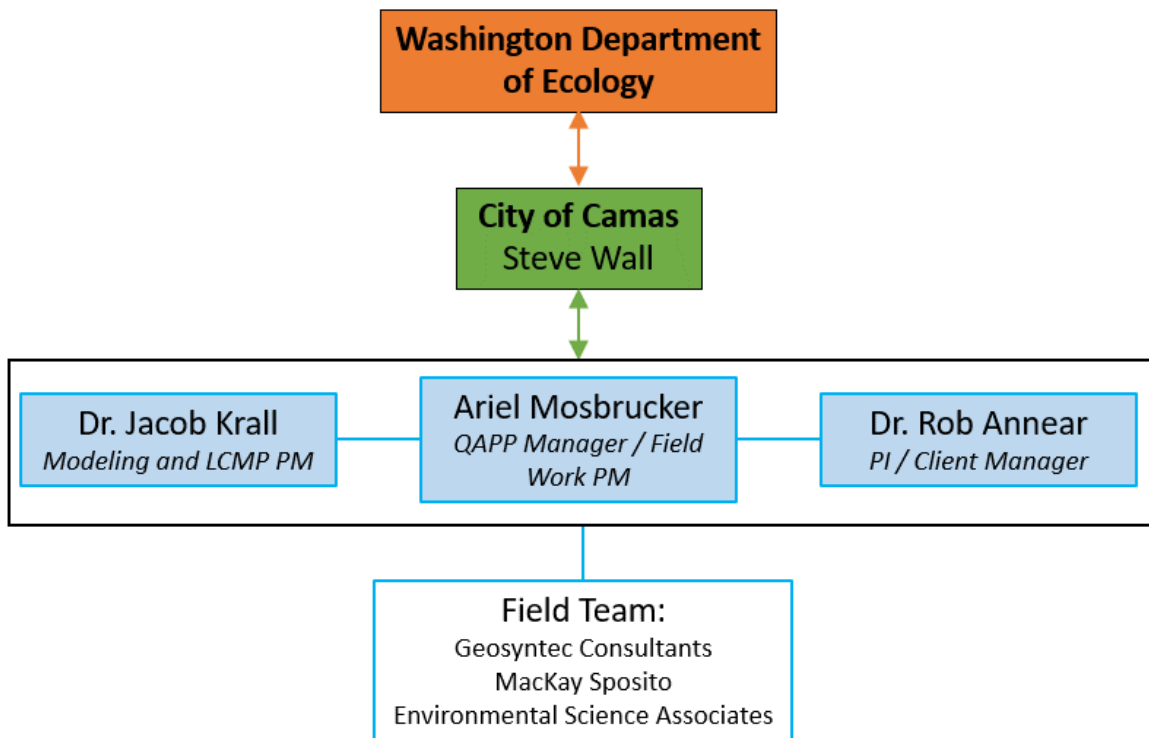 Washington Department
of Ecology
City of Camas
Steve Wall
Dr. Jacob Krall
Modeling and LCMP PM
Ariel Mosbrucker
QAPP Manager / Field
Work PM
Dr. Rob Annear
PI / Client Manager
Field Team:
Geosyntec Consultants
MacKay Sposito
Environmental Science Associates